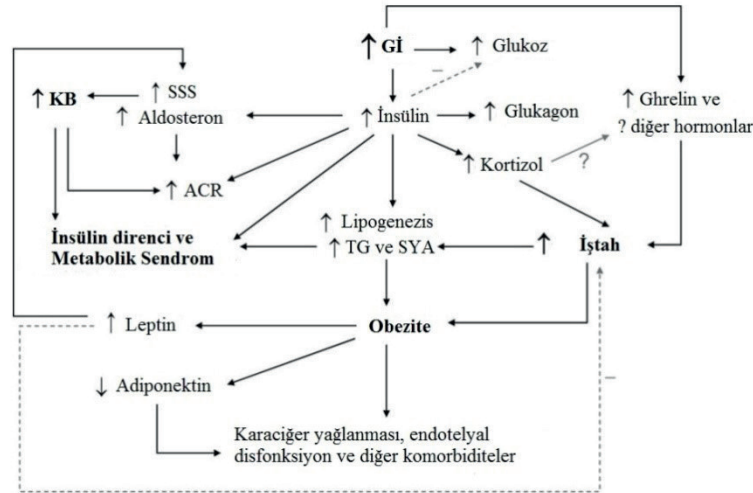 ↑ Gİ
↑ Glukoz
–
↑ KB
↑ SSS
↑ Aldosteron
↑ İnsülin
↑ Glukagon
↑ Ghrelin ve
? diğer hormonlar
↑ Kortizol
?
↑ ACR
İnsülin direnci ve
Metabolik Sendrom
↑ Lipogenezis
↑ TG ve SYA
↑ İştah
↑ Leptin
Obezite
–
↓ Adiponektin
Karaciğer yağlanması, endotelyal
disfonksiyon ve diğer komorbiditeler